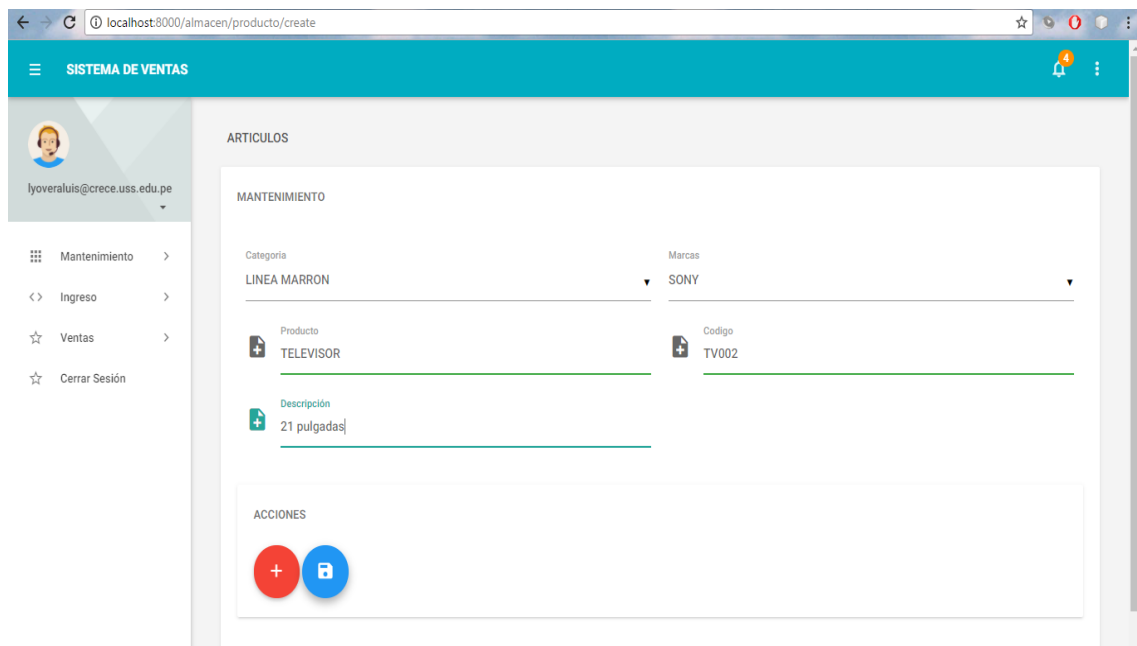 localhost:8000/almacen/producto/create
SISTEMA DE VENTAS
4
lyoveraluis@crece.uss.edu.pe
Mantenimiento
Ingreso
Ventas
Cerrar Sesión
ARTICULOS
MANTENIMIENTO
Categoria
LINEA MARRON
Marcas
SONY
Producto
TELEVISOR
Codigo
TV002
Descripción
21 pulgadas
ACCIONES